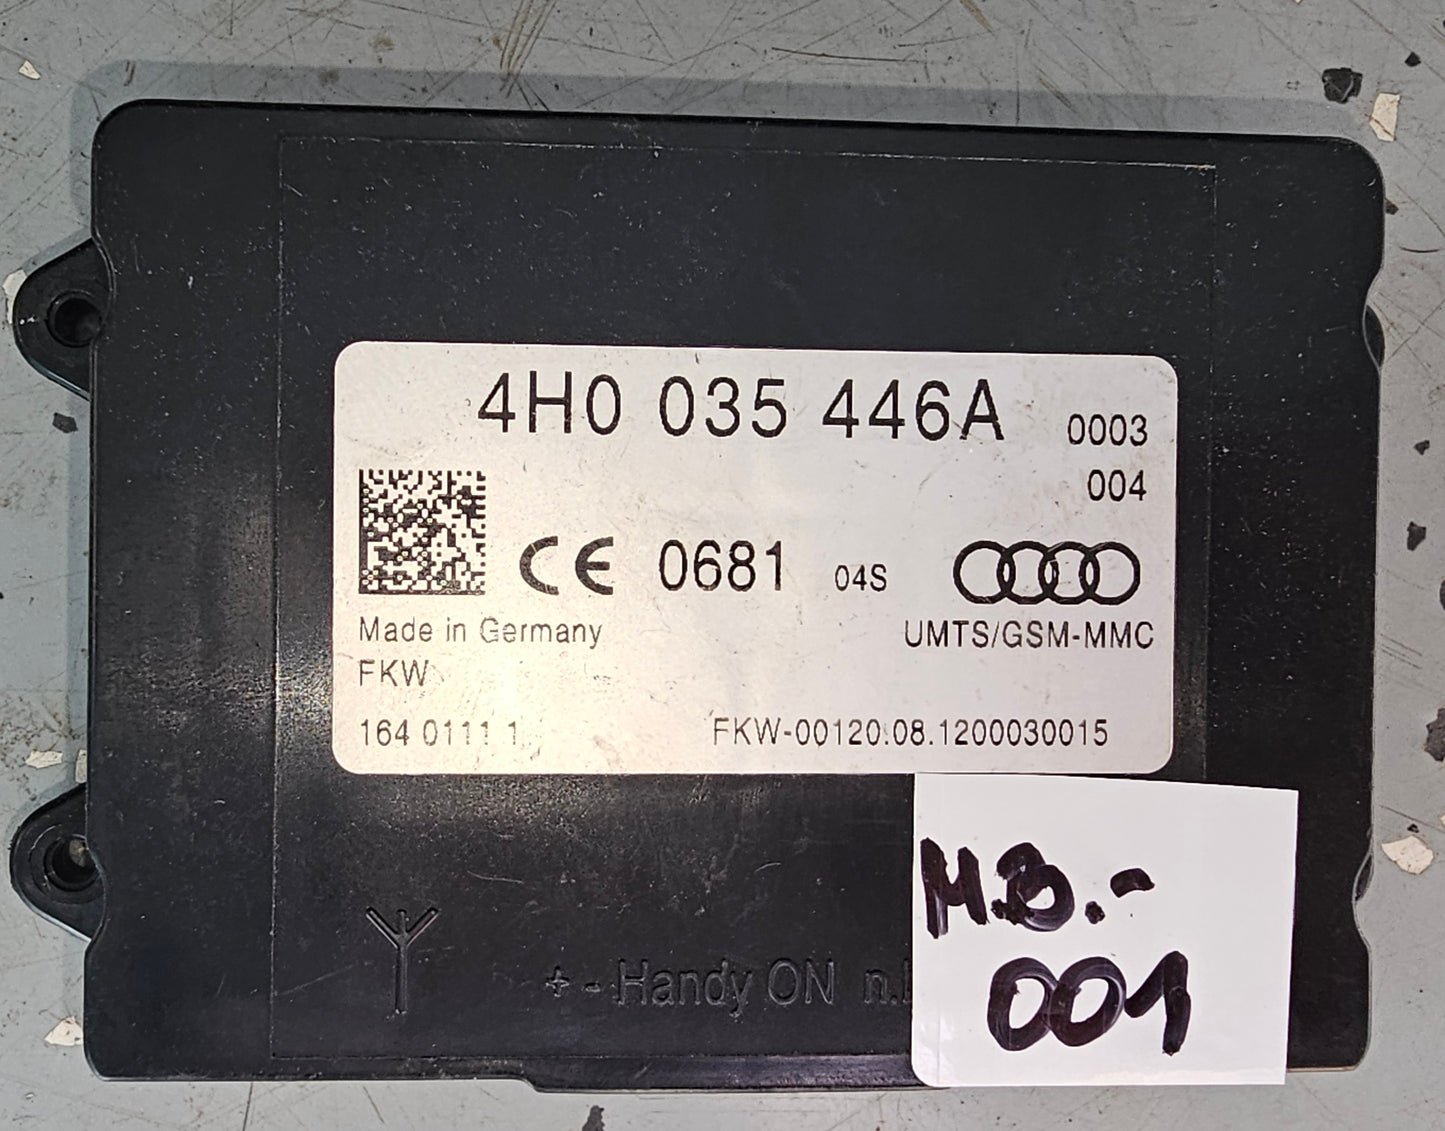 4H0 035 446A 0003
004
CE 0681 04S
Made in Germany
UMTS/GSM-MMC
FKW
164 0111 1
FKW-00120.08.1200030015
+ - Handy ON
M.B.-
001